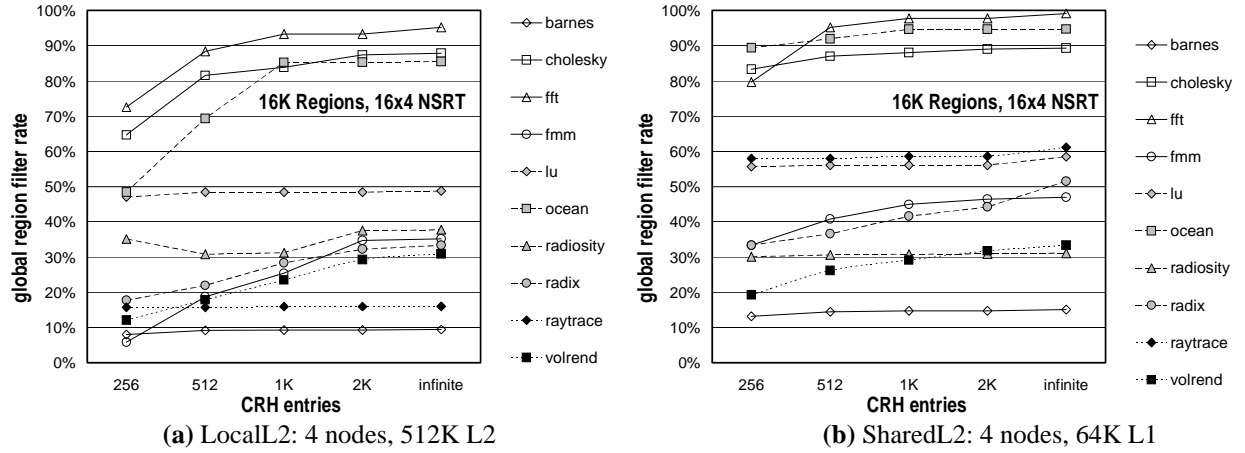 global region filter rate
100%
90%
80%
70%
60%
50%
40%
30%
20%
10%
0%
16K Regions, 16x4 NSRT
256 512 1K 2K infinite
CRH entries
barnes
cholesky
fft
fmm
lu
ocean
radiosity
radix
raytrace
volrend
(a) LocalL2: 4 nodes, 512K L2
global region filter rate
100%
90%
80%
70%
60%
50%
40%
30%
20%
10%
0%
16K Regions, 16x4 NSRT
256 512 1K 2K infinite
CRH entries
barnes
cholesky
fft
fmm
lu
ocean
radiosity
radix
raytrace
volrend
(b) SharedL2: 4 nodes, 64K L1